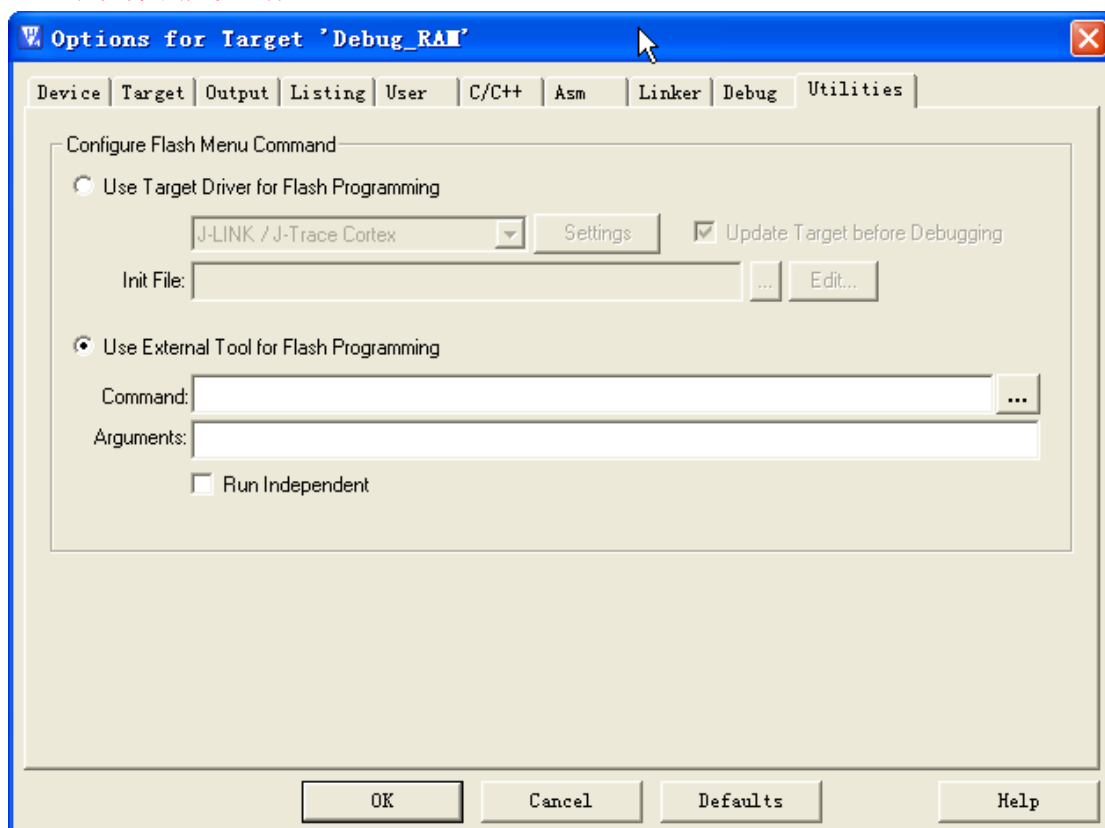 Options for Target 'Debug_RAM'
Device Target Output Listing User C/C++ Asm Linker Debug Utilities
Configure Flash Menu Command
Use Target Driver for Flash Programming
J-LINK / J-Trace Cortex Settings Update Target before Debugging
Init File: ... Edit...
Use External Tool for Flash Programming
Command: ...
Arguments:
Run Independent
OK Cancel Defaults Help